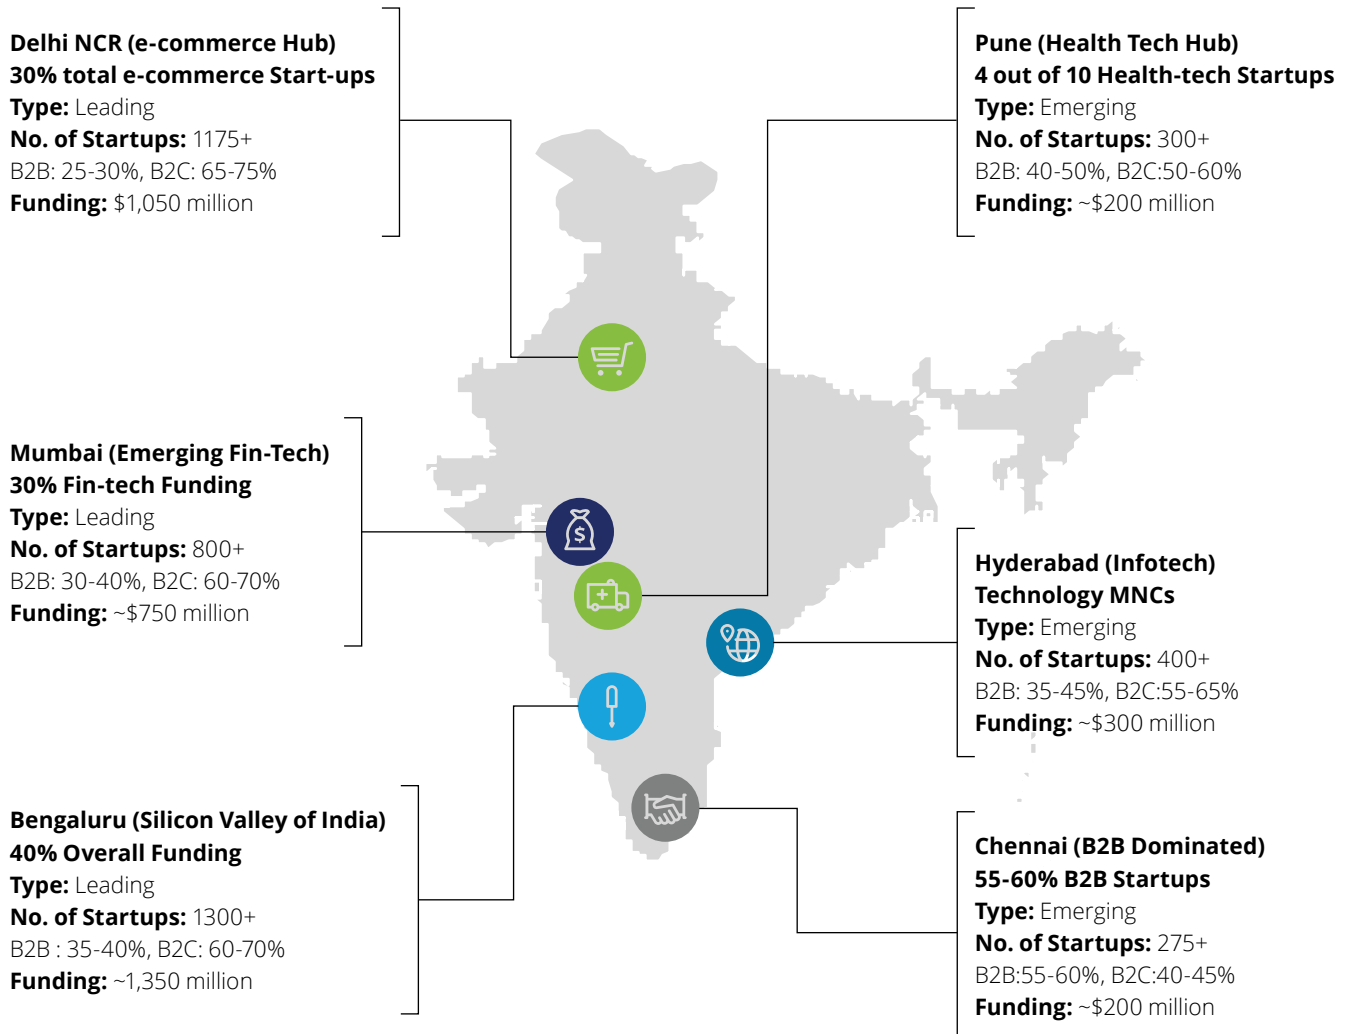 Delhi NCR (e-commerce Hub)
30% total e-commerce Start-ups
Type: Leading
No. of Startups: 1175+
B2B: 25-30%, B2C: 65-75%
Funding: $1,050 million
Pune (Health Tech Hub)
4 out of 10 Health-tech Startups
Type: Emerging
No. of Startups: 300+
B2B: 40-50%, B2C:50-60%
Funding: ~$200 million
Mumbai (Emerging Fin-Tech)
30% Fin-tech Funding
Type: Leading
No. of Startups: 800+
B2B: 30-40%, B2C: 60-70%
Funding: ~$750 million
$
Hyderabad (Infotech)
Technology MNCs
Type: Emerging
No. of Startups: 400+
B2B: 35-45%, B2C:55-65%
Funding: ~$300 million
Bengaluru (Silicon Valley of India)
40% Overall Funding
Type: Leading
No. of Startups: 1300+
B2B : 35-40%, B2C: 60-70%
Funding: ~1,350 million
Chennai (B2B Dominated)
55-60% B2B Startups
Type: Emerging
No. of Startups: 275+
B2B:55-60%, B2C:40-45%
Funding: ~$200 million